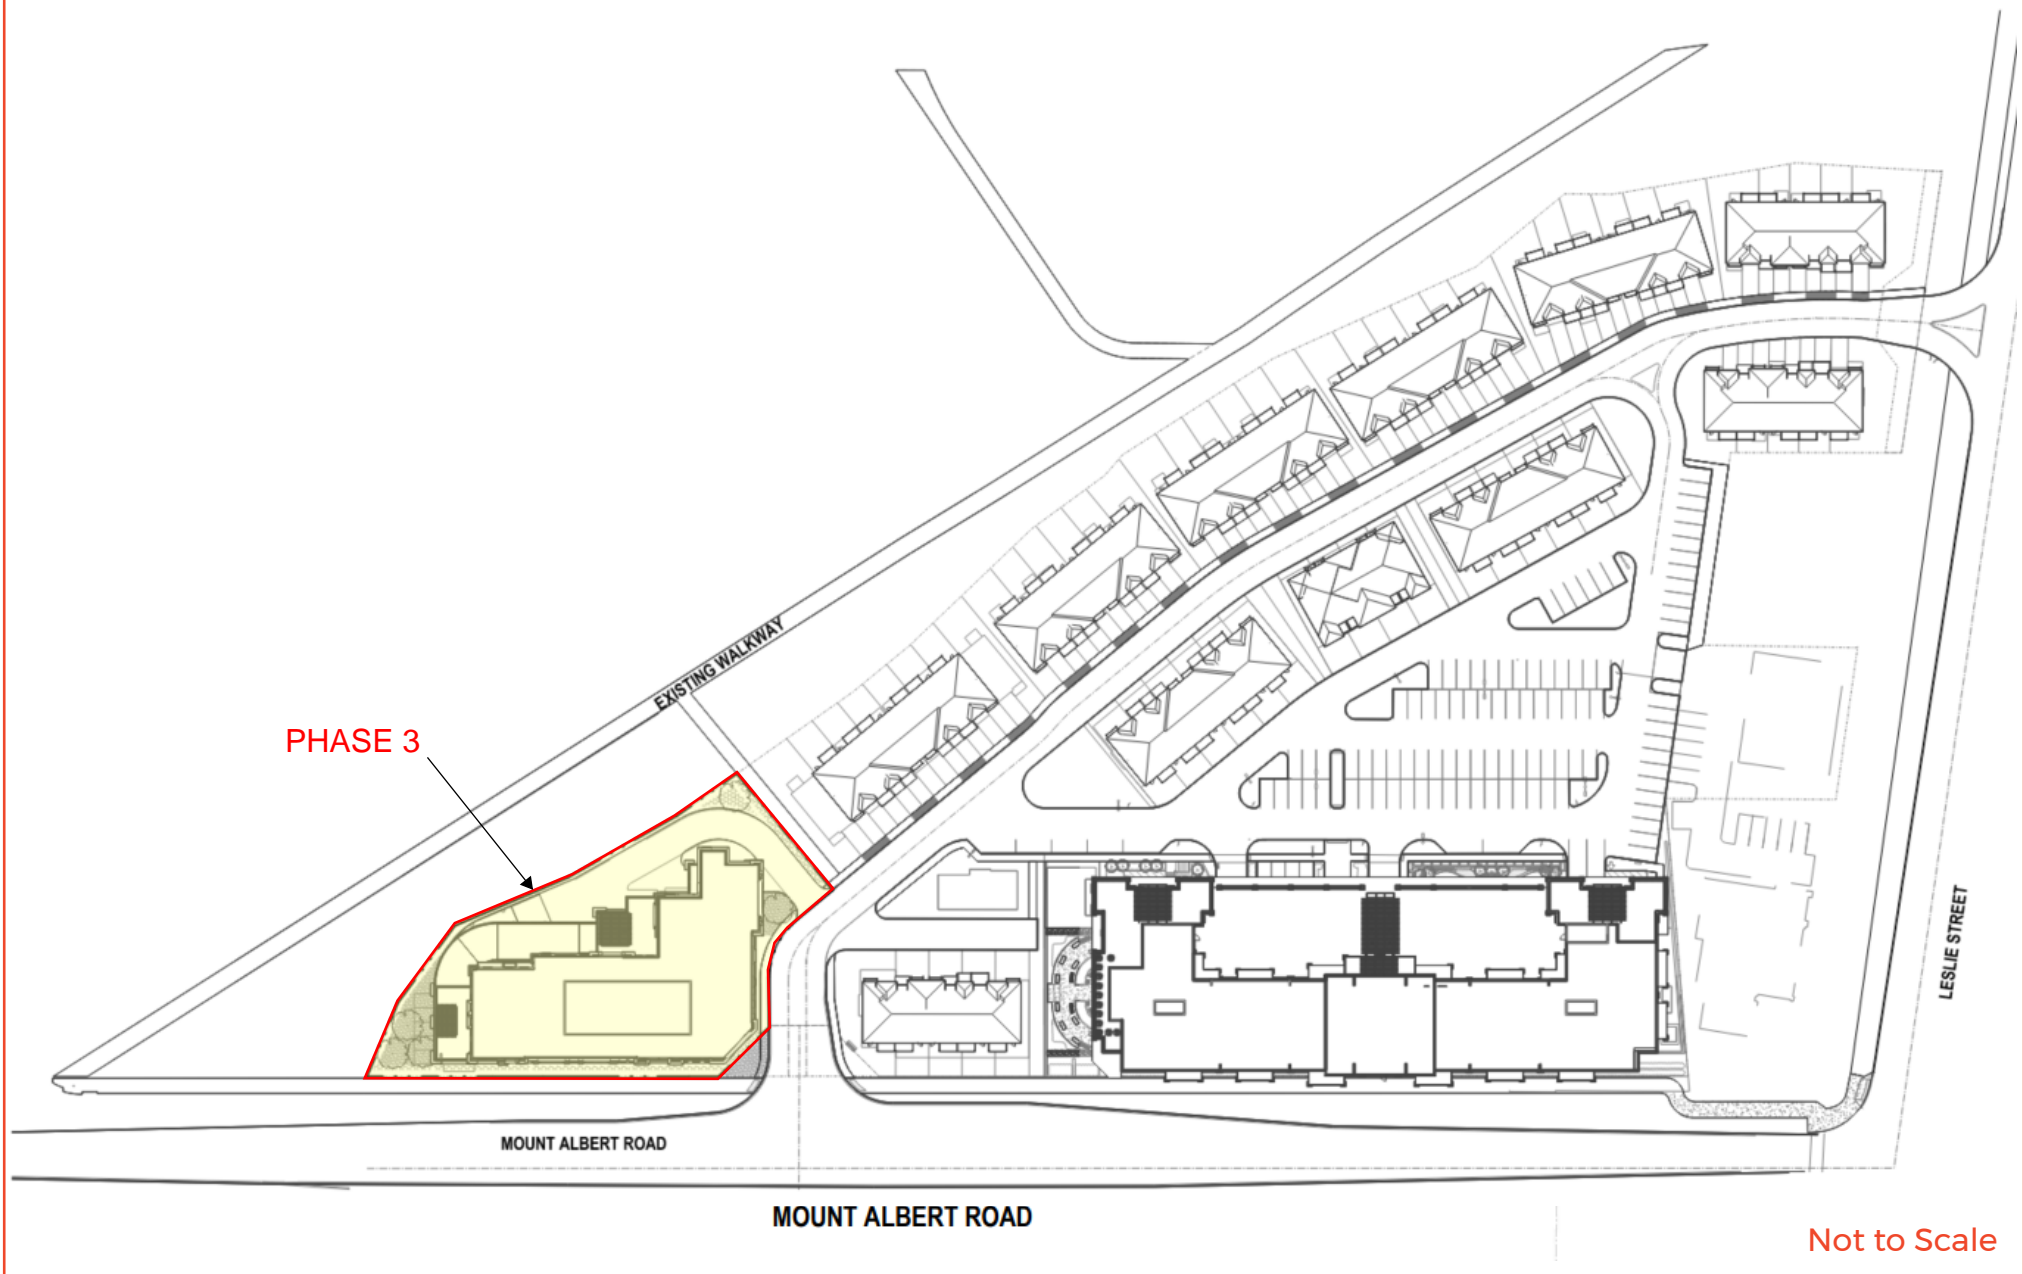 EXISTING WALKWAY
PHASE 3
LESLIE STREET
MOUNT ALBERT ROAD
MOUNT ALBERT ROAD
Not to Scale